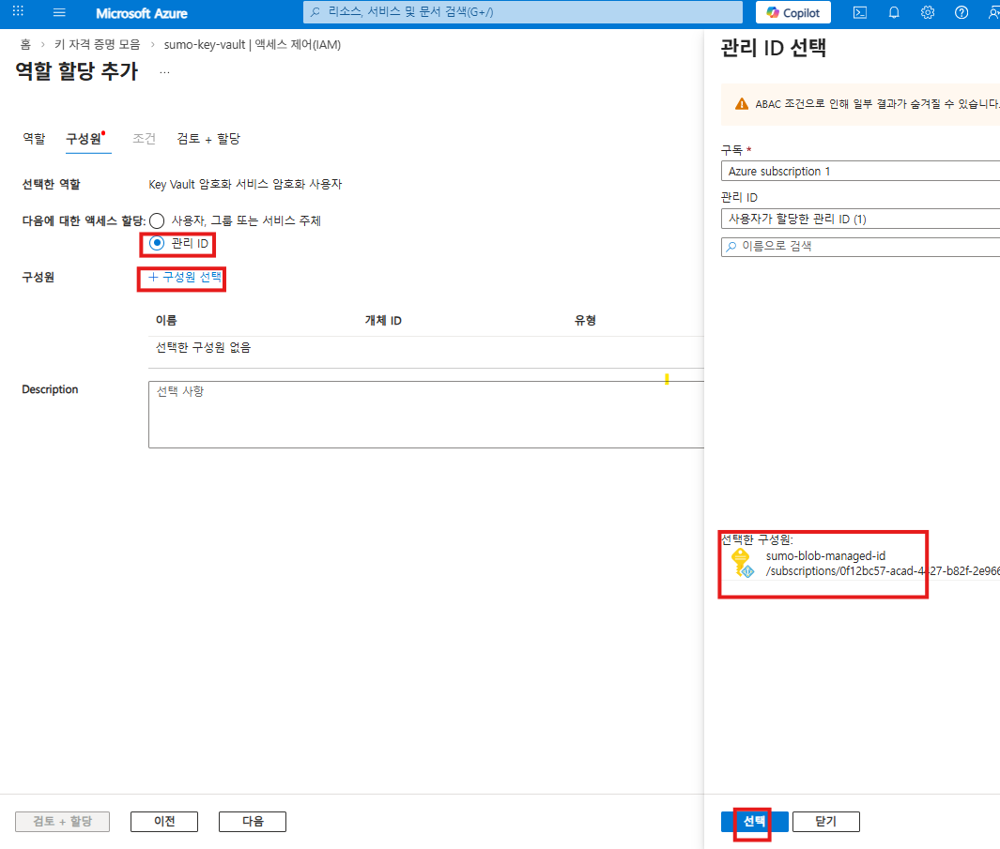 Microsoft Azure
리소스, 서비스 및 문서 검색(G+/)
Copilot
홈 > 키 자격 증명 모음 > sumo-key-vault | 액세스 제어(IAM)
역할 할당 추가 ...
역할 구성원 조건 검토 + 할당
선택한 역할 Key Vault 암호화 서비스 암호화 사용자
다음에 대한 액세스 할당: 사용자, 그룹 또는 서비스 주체
관리 ID
구성원 + 구성원 선택
이름 개체 ID 유형
선택한 구성원 없음
Description 선택 사항
검토 + 할당 이전 다음
관리 ID 선택
ABAC 조건으로 인해 일부 결과가 숨겨질 수 있습니다.
구독 *
Azure subscription 1
관리 ID
사용자가 할당한 관리 ID (1)
이름으로 검색
선택한 구성원:
sumo-blob-managed-id
/subscriptions/0f12bc57-acad-4427-b82f-2e966
선택 닫기